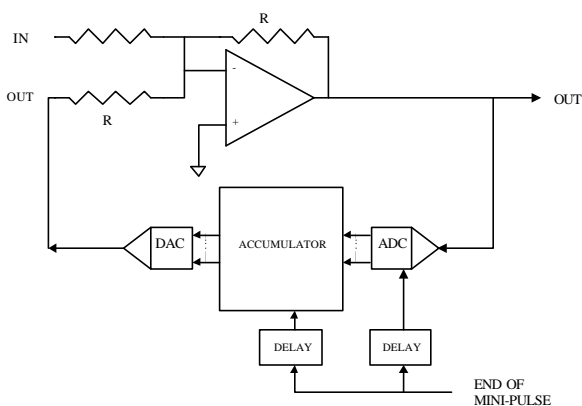 R
IN
-
OUT
OUT
R
+
DAC
ACCUMULATOR
ADC
DELAY
DELAY
END OF
MINI-PULSE